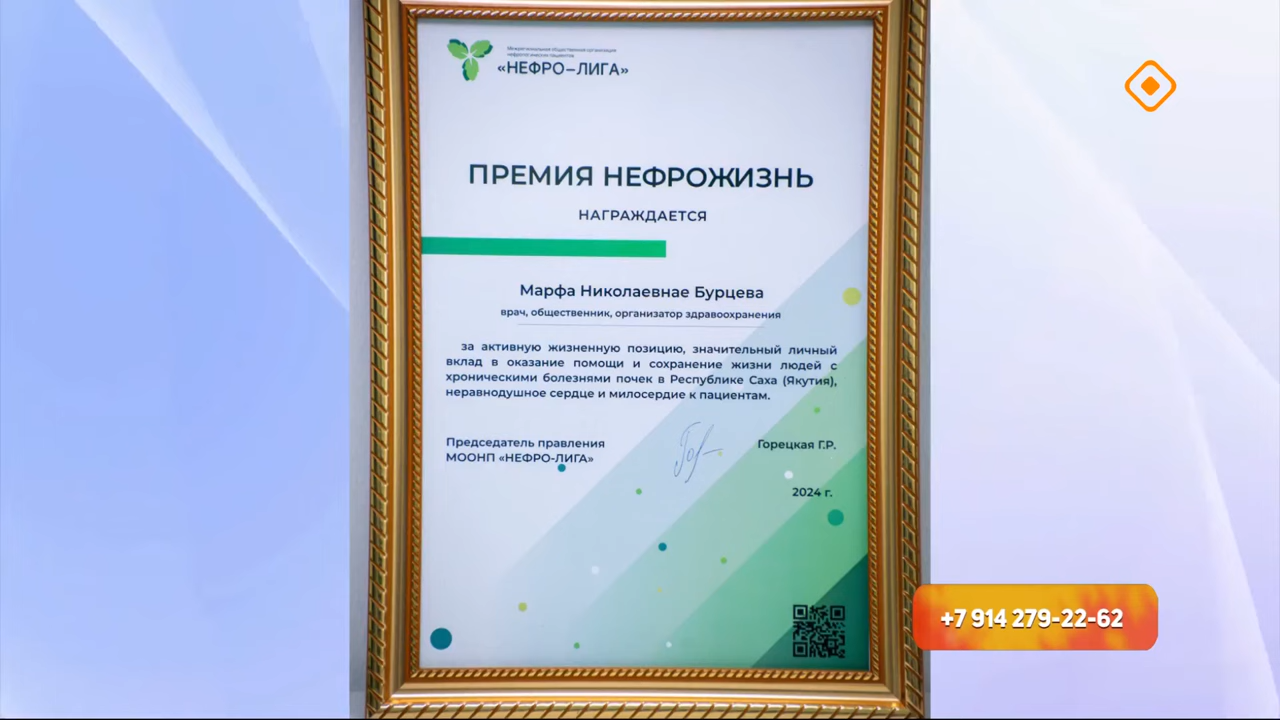 Межрегиональная общественная организация
нефрологических пациентов
«НЕФРО–ЛИГА»
ПРЕМИЯ НЕФРОЖИЗНЬ
НАГРАЖДАЕТСЯ
Марфа Николаевнае Бурцева
врач, общественник, организатор здравоохранения
за активную жизненную позицию, значительный личный
вклад в оказание помощи и сохранение жизни людей с
хроническими болезнями почек в Республике Саха (Якутия),
неравнодушное сердце и милосердие к пациентам.
Председатель правления
МООНП «НЕФРО-ЛИГА»
Горецкая Г.Р.
2024 г.
+7 914 279-22-62